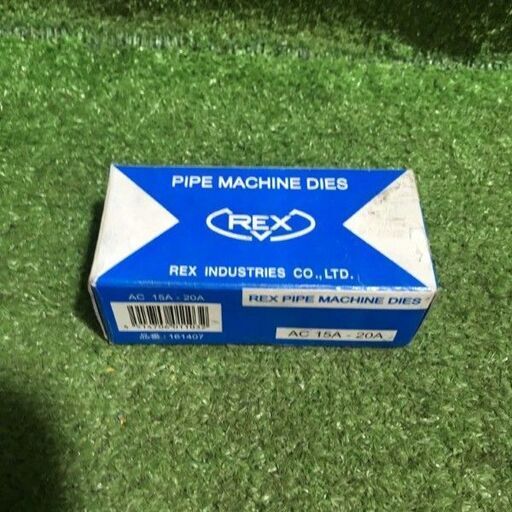 PIPE MACHINE DIES
REX
REX INDUSTRIES CO.,LTD.
AC 15A - 20A
REX PIPE MACHINE DIES
AC 15A - 20A
品番:161407